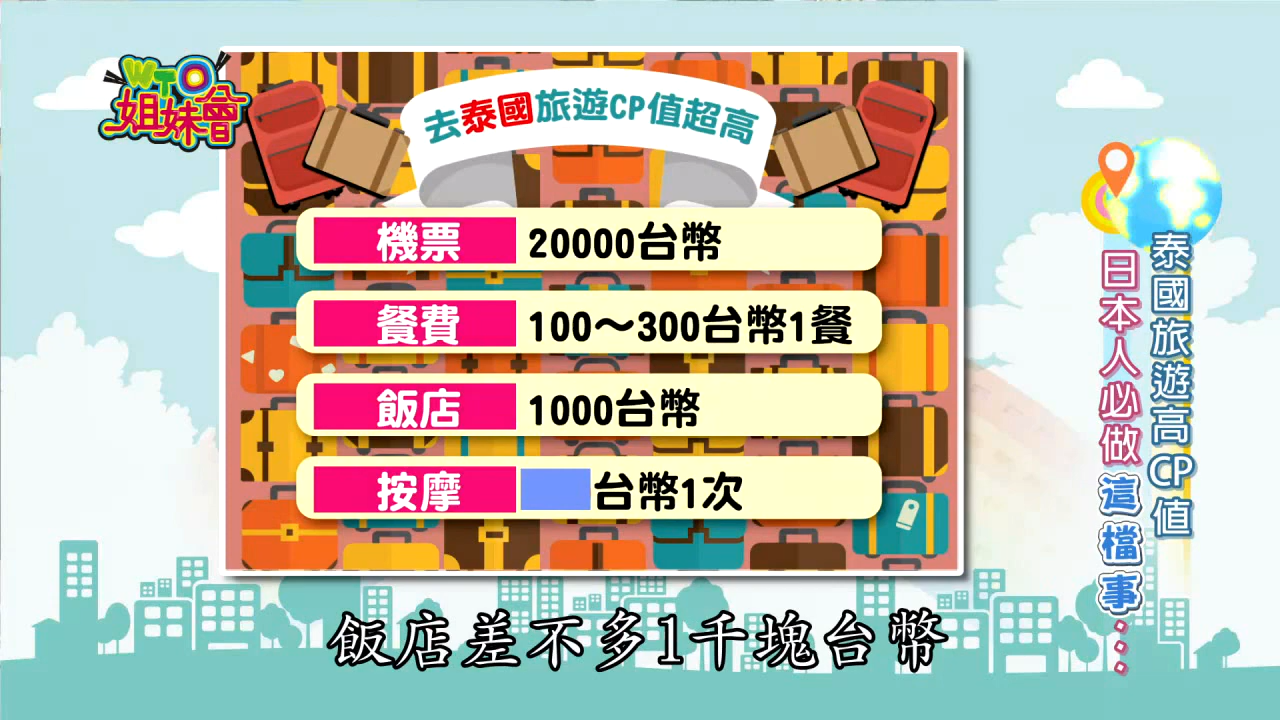 WTO
姐妹會
去泰國旅遊CP值超高
機票 20000台幣
餐費 100～300台幣1餐
飯店 1000台幣
按摩 台幣1次
泰國旅遊高CP值
日本人必做這檔事...
飯店差不多1千塊台幣